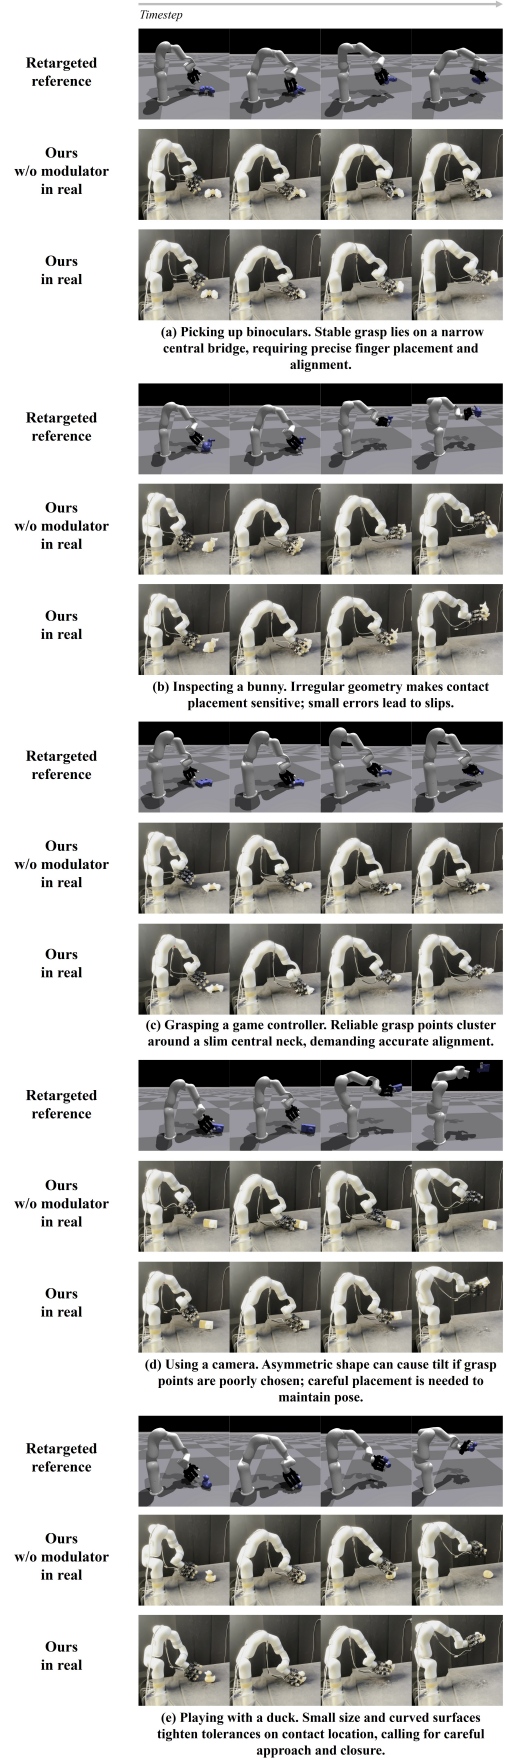 Timestep
Retargeted
reference
Ours
w/o modulator
in real
Ours
in real
(a) Picking up binoculars. Stable grasp lies on a narrow
central bridge, requiring precise finger placement and
alignment.
Retargeted
reference
Ours
w/o modulator
in real
Ours
in real
(b) Inspecting a bunny. Irregular geometry makes contact
placement sensitive; small errors lead to slips.
Retargeted
reference
Ours
w/o modulator
in real
Ours
in real
(c) Grasping a game controller. Reliable grasp points cluster
around a slim central neck, demanding accurate alignment.
Retargeted
reference
Ours
w/o modulator
in real
Ours
in real
(d) Using a camera. Asymmetric shape can cause tilt if grasp
points are poorly chosen; careful placement is needed to
maintain pose.
Retargeted
reference
Ours
w/o modulator
in real
Ours
in real
(e) Playing with a duck. Small size and curved surfaces
tighten tolerances on contact location, calling for careful
approach and closure.